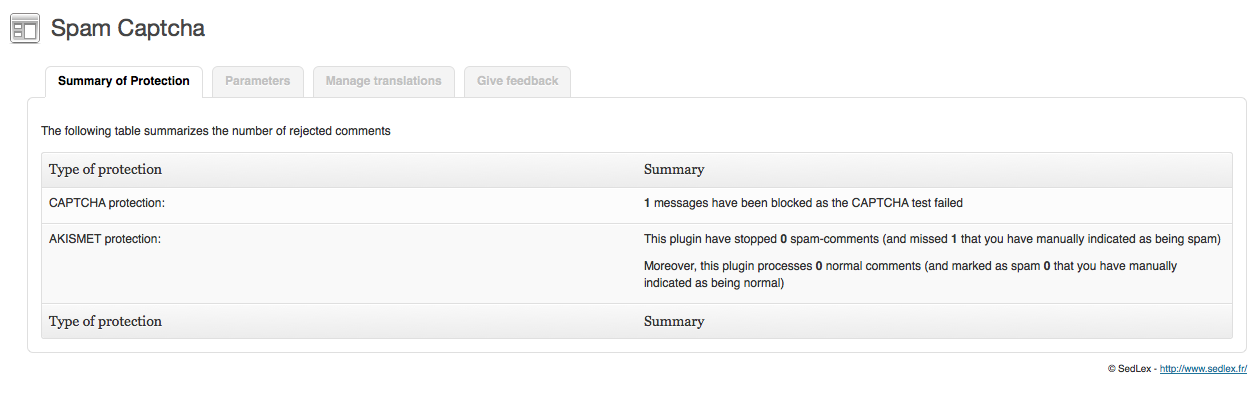 Spam Captcha
Summary of Protection
Parameters
Manage translations
Give feedback
The following table summarizes the number of rejected comments
Type of protection
Summary
CAPTCHA protection:
1 messages have been blocked as the CAPTCHA test failed
AKISMET protection:
This plugin have stopped 0 spam-comments (and missed 1 that you have manually indicated as being spam)
Moreover, this plugin processes 0 normal comments (and marked as spam 0 that you have manually
indicated as being normal)
Type of protection
Summary
© SedLex - http://www.sedlex.fr/